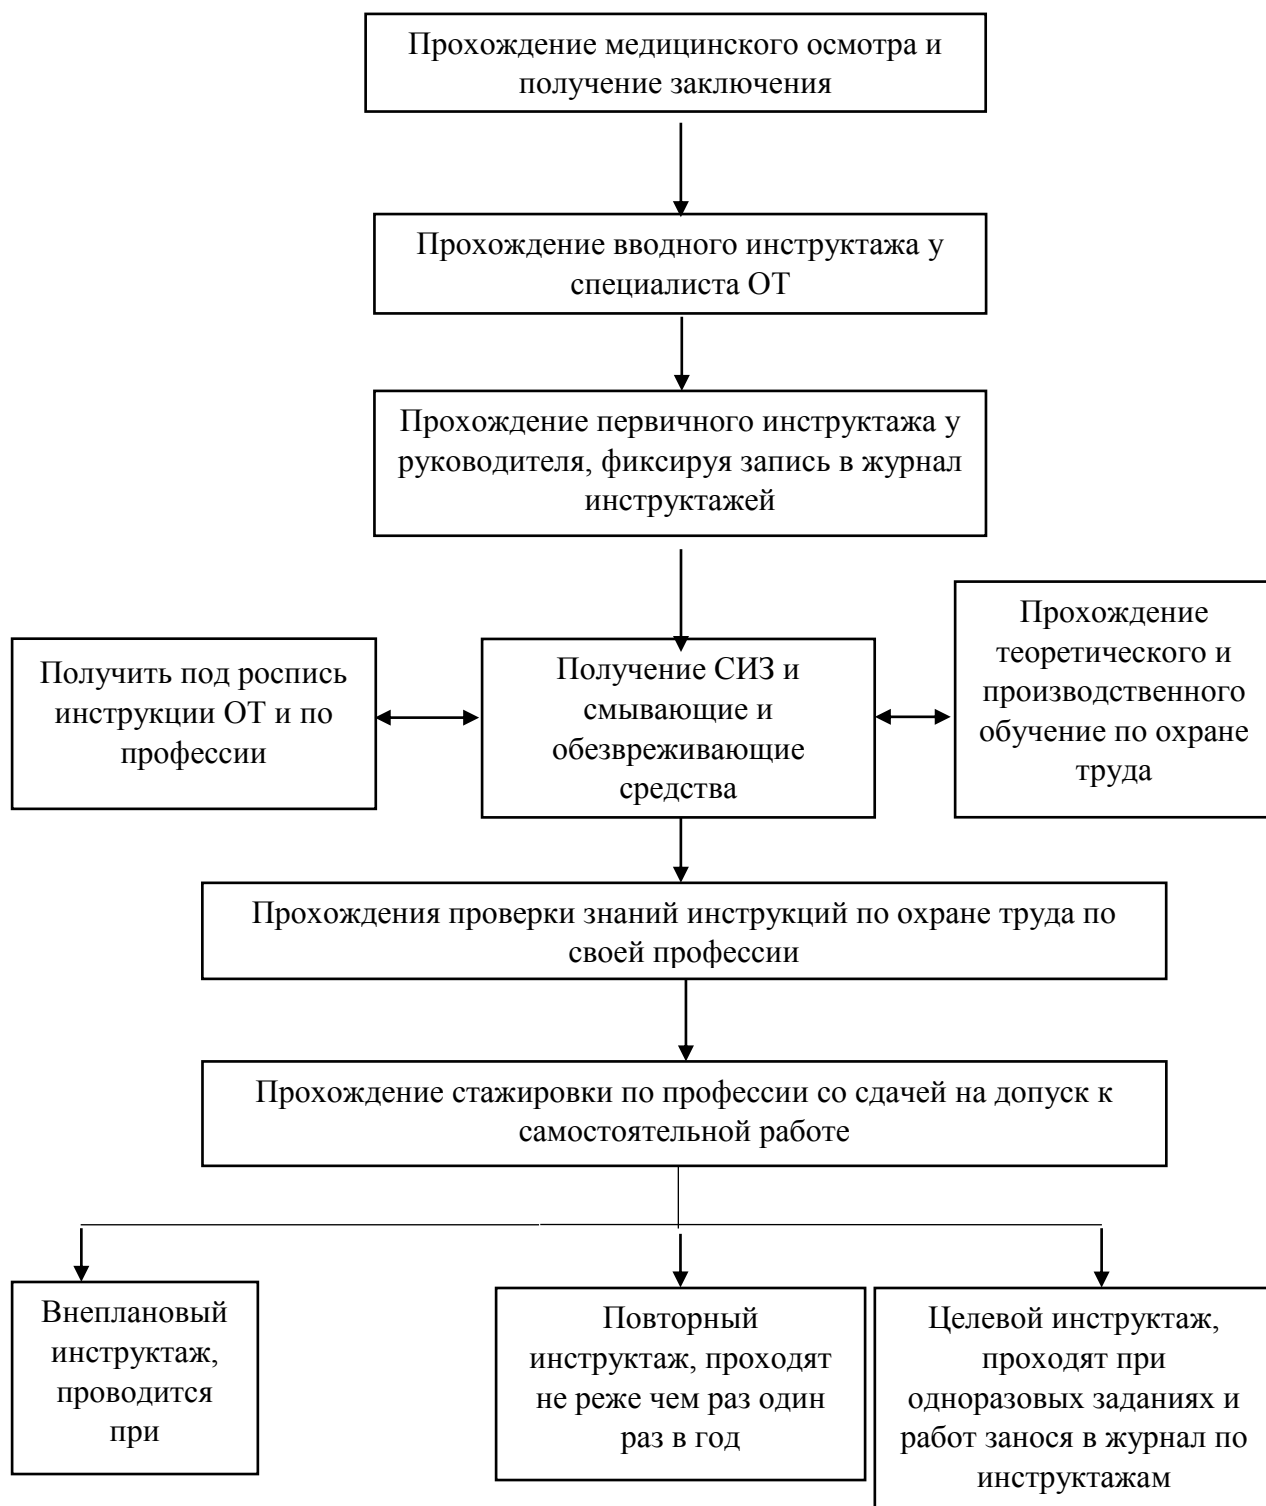 Прохождение медицинского осмотра и
получение заключения
Прохождение вводного инструктажа у
специалиста ОТ
Прохождение первичного инструктажа у
руководителя, фиксируя запись в журнал
инструктажей
Получить под роспись
инструкции ОТ и по
профессии
Получение СИЗ и
смывающие и
обезвреживающие
средства
Прохождение
теоретического и
производственного
обучение по охране
труда
Прохождения проверки знаний инструкций по охране труда по
своей профессии
Прохождение стажировки по профессии со сдачей на допуск к
самостоятельной работе
Внеплановый
инструктаж,
проводится
при
Повторный
инструктаж, проходят
не реже чем раз один
раз в год
Целевой инструктаж,
проходят при
одноразовых заданиях и
работ занося в журнал по
инструктажам